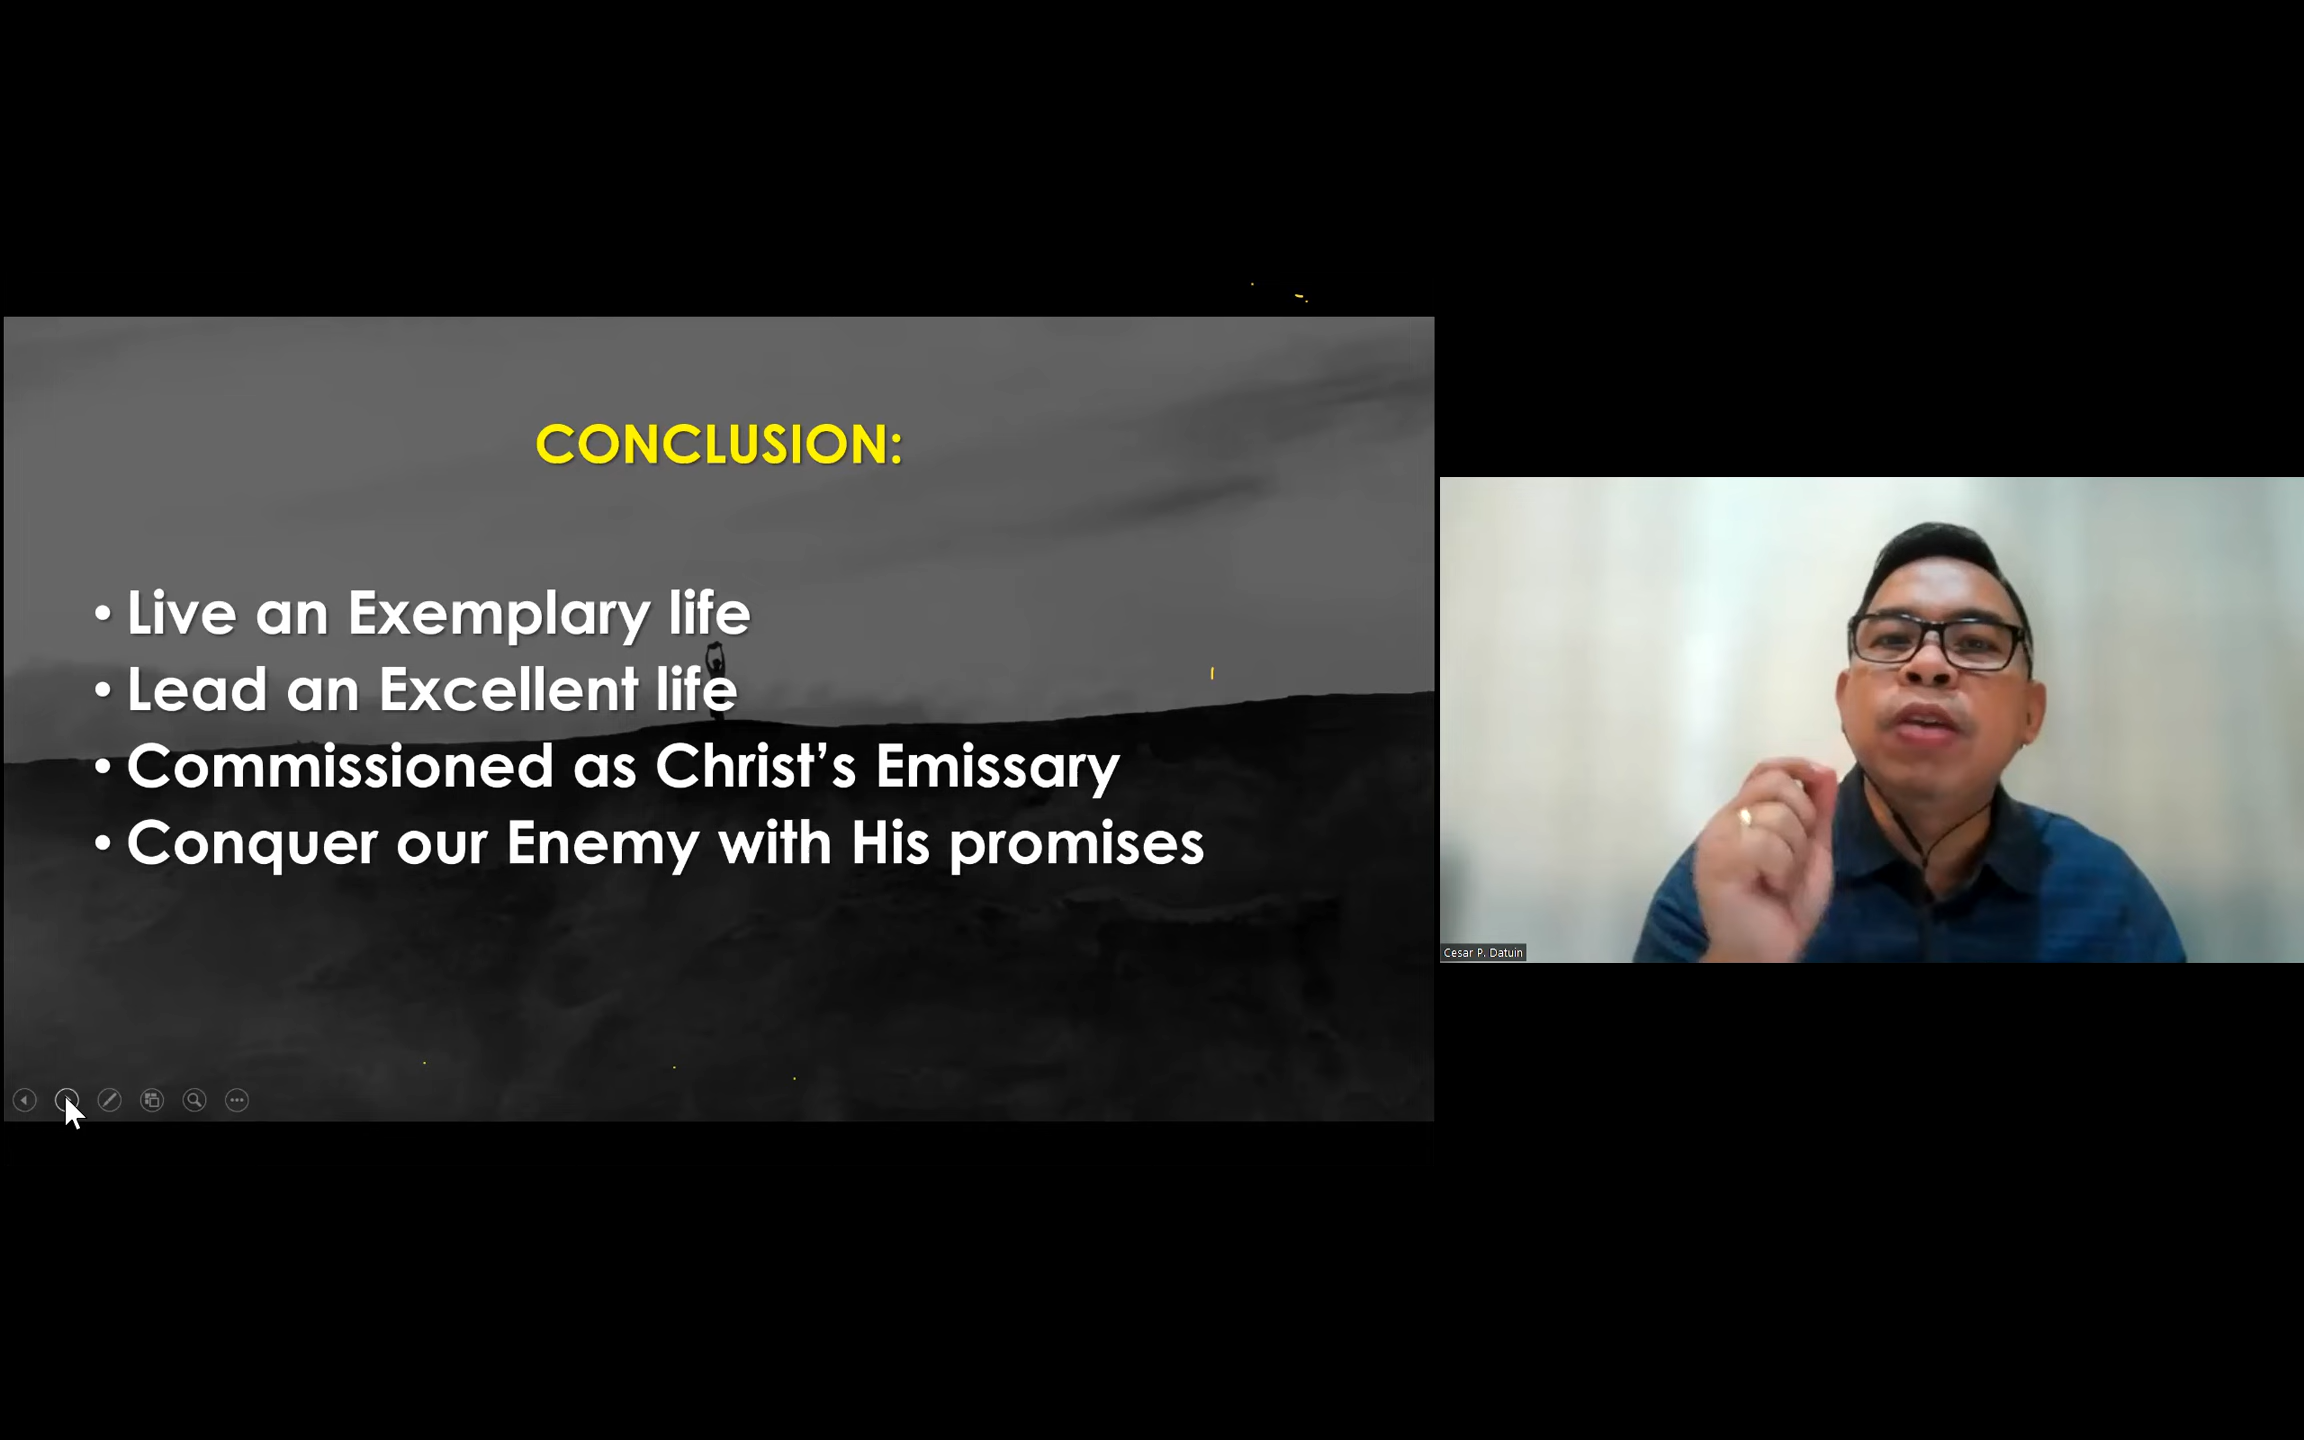 CONCLUSION:
• Live an Exemplary life
• Lead an Excellent life
• Commissioned as Christ’s Emissary
• Conquer our Enemy with His promises
Cesar P. Datuin